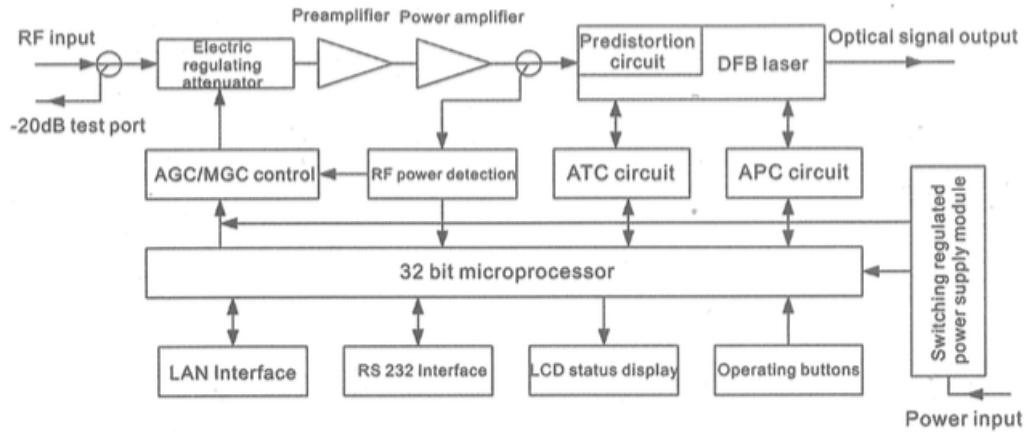 Preamplifier Power amplifier
RF input
Electric
regulating
attenuator
Predistortion
circuit
DFB laser
Optical signal output
-20dB test port
AGC/MGC control
RF power detection
ATC circuit
APC circuit
Switching regulated
power supply module
32 bit microprocessor
LAN Interface
RS 232 Interface
LCD status display
Operating buttons
Power input